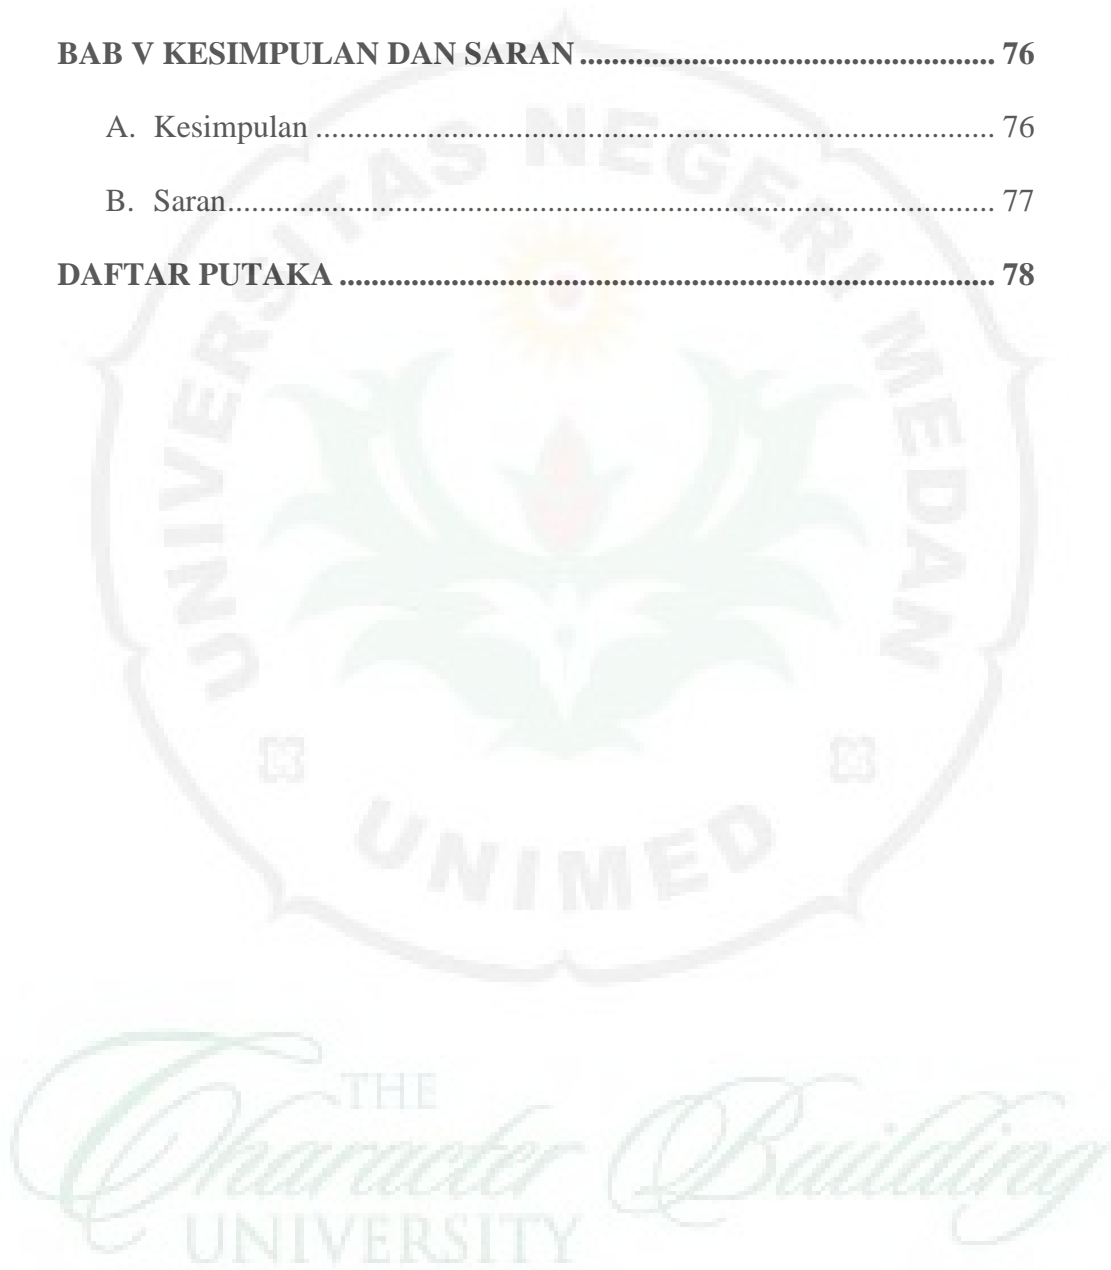 BAB V KESIMPULAN DAN SARAN ................................................... 76
A. Kesimpulan ..................................................................................... 76
B. Saran................................................................................................ 77
DAFTAR PUTAKA ................................................................................. 78
UNIVERSITAS NEGERI MEDAN
UNIMED
THE
Character Building
UNIVERSITY